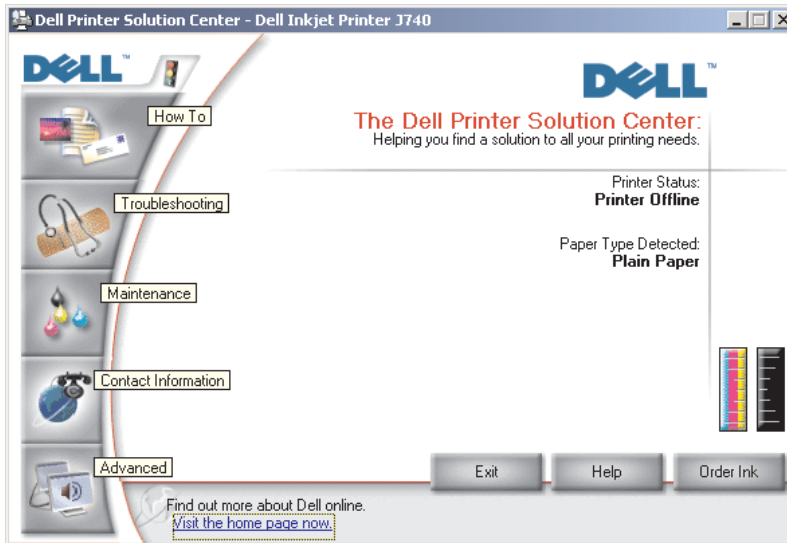 Dell Printer Solution Center - Dell Inkjet Printer J740
DELL™
How To
Troubleshooting
Maintenance
Contact Information
Advanced
DELL™
The Dell Printer Solution Center:
Helping you find a solution to all your printing needs.
Printer Status:
Printer Offline
Paper Type Detected:
Plain Paper
Exit
Help
Order Ink
Find out more about Dell online.
Visit the home page now.